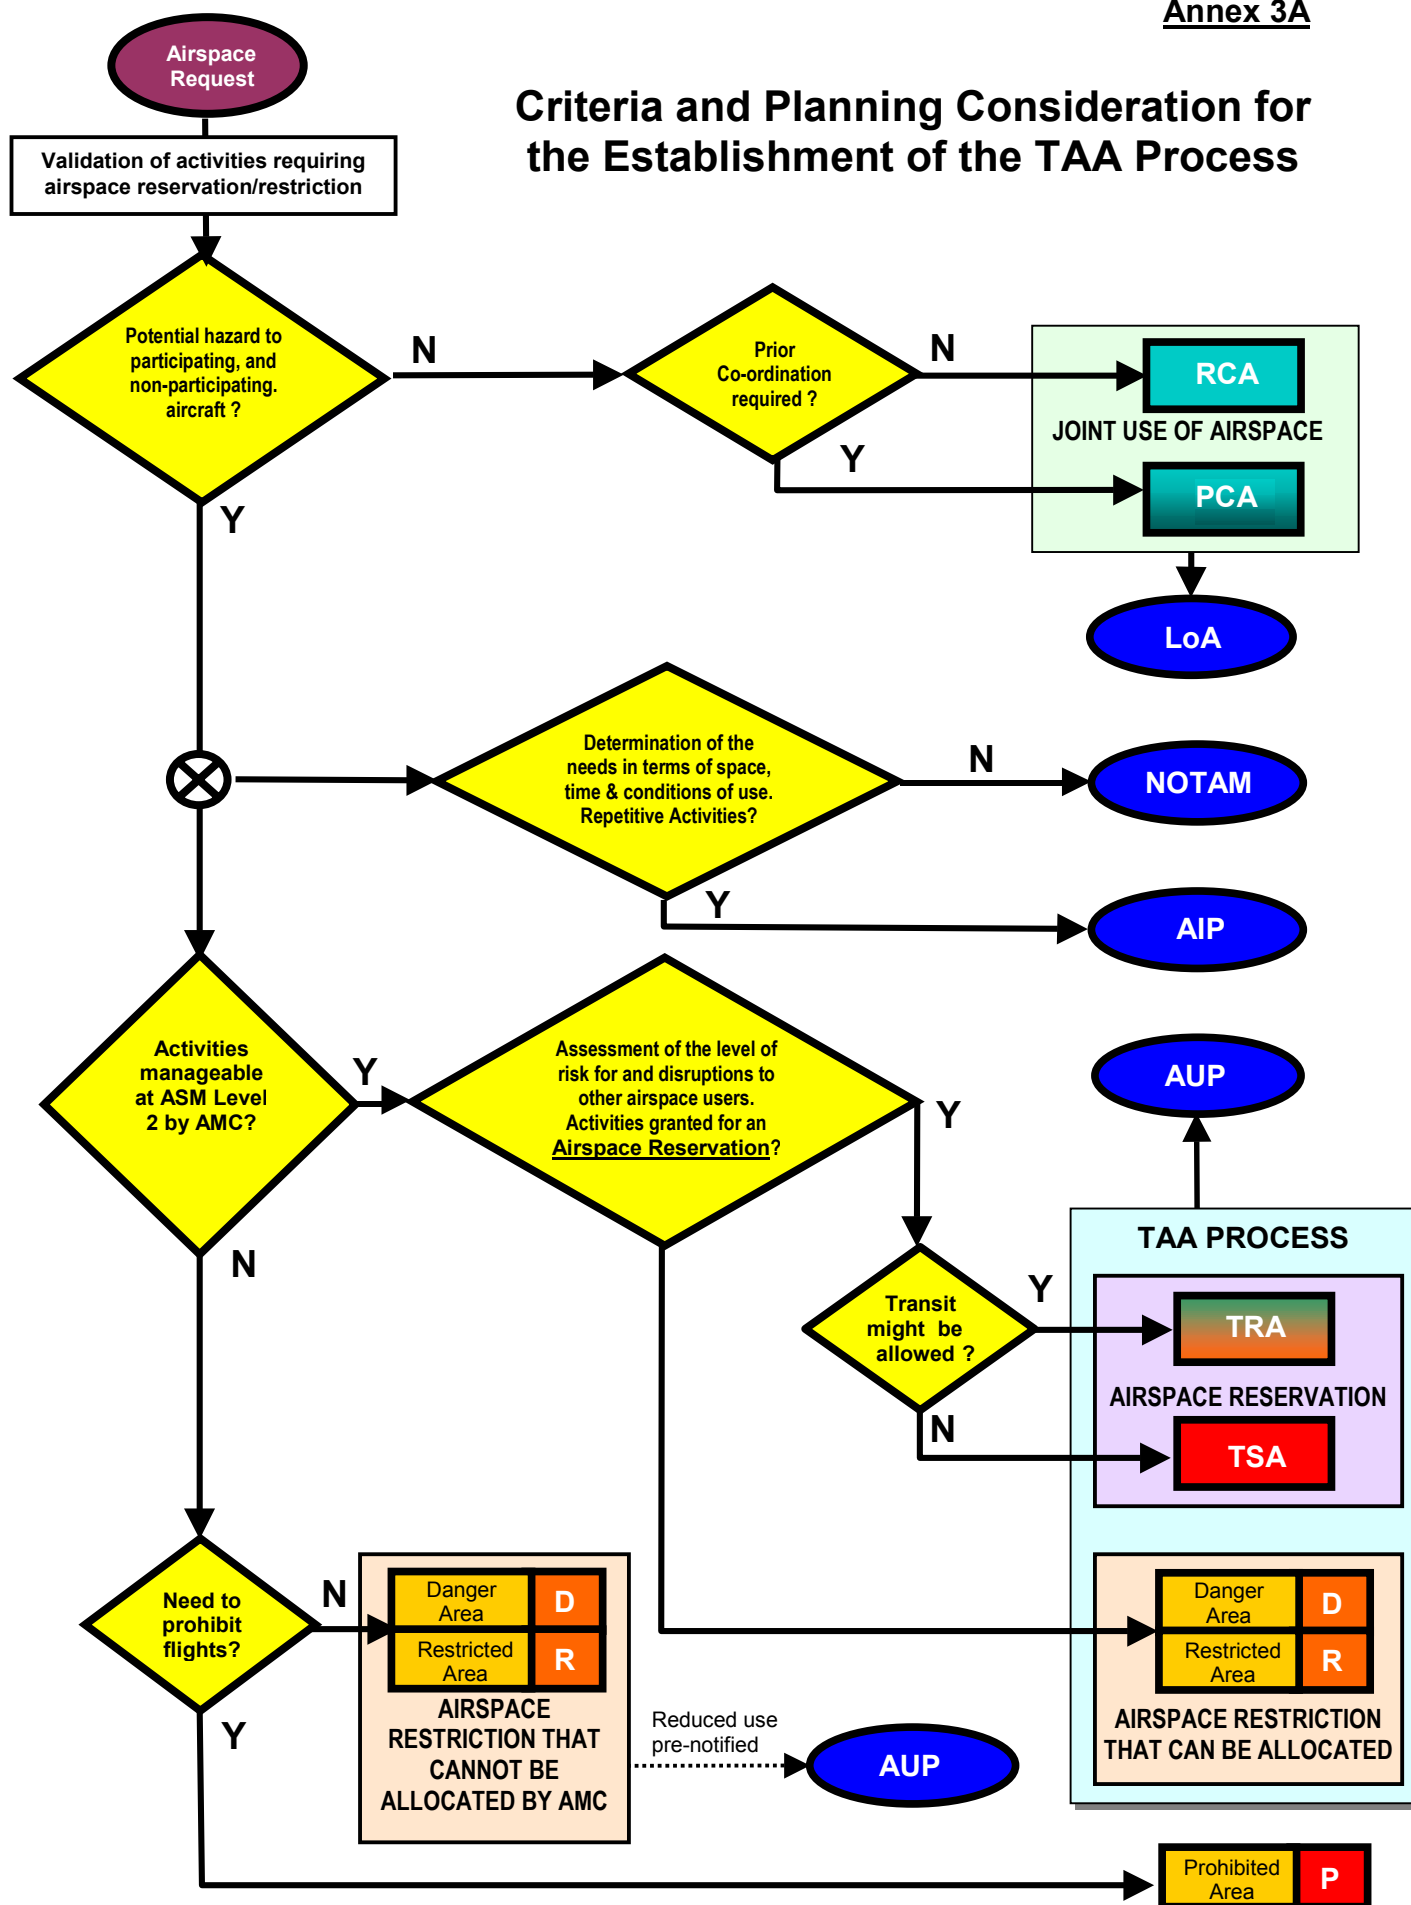 Annex 3A
Airspace
Request
Criteria and Planning Consideration for
the Establishment of the TAA Process
Validation of activities requiring
airspace reservation/restriction
Potential hazard to
participating, and
non-participating.
aircraft ?
N
Prior
Co-ordination
required ?
N
RCA
JOINT USE OF AIRSPACE
Y
PCA
Y
LoA
Determination of the
needs in terms of space,
time & conditions of use.
Repetitive Activities?
N
NOTAM
Y
AIP
Activities
manageable
at ASM Level
2 by AMC?
Y
Assessment of the level of
risk for and disruptions to
other airspace users.
Activities granted for an
Airspace Reservation?
Y
AUP
N
TAA PROCESS
Transit
might be
allowed ?
Y
TRA
AIRSPACE RESERVATION
N
TSA
Need to
prohibit
flights?
N
Danger
Area
D
Restricted
Area
R
AIRSPACE
RESTRICTION THAT
CANNOT BE
ALLOCATED BY AMC
Reduced use
pre-notified
AUP
Danger
Area
D
Restricted
Area
R
AIRSPACE RESTRICTION
THAT CAN BE ALLOCATED
Y
Prohibited
Area
P